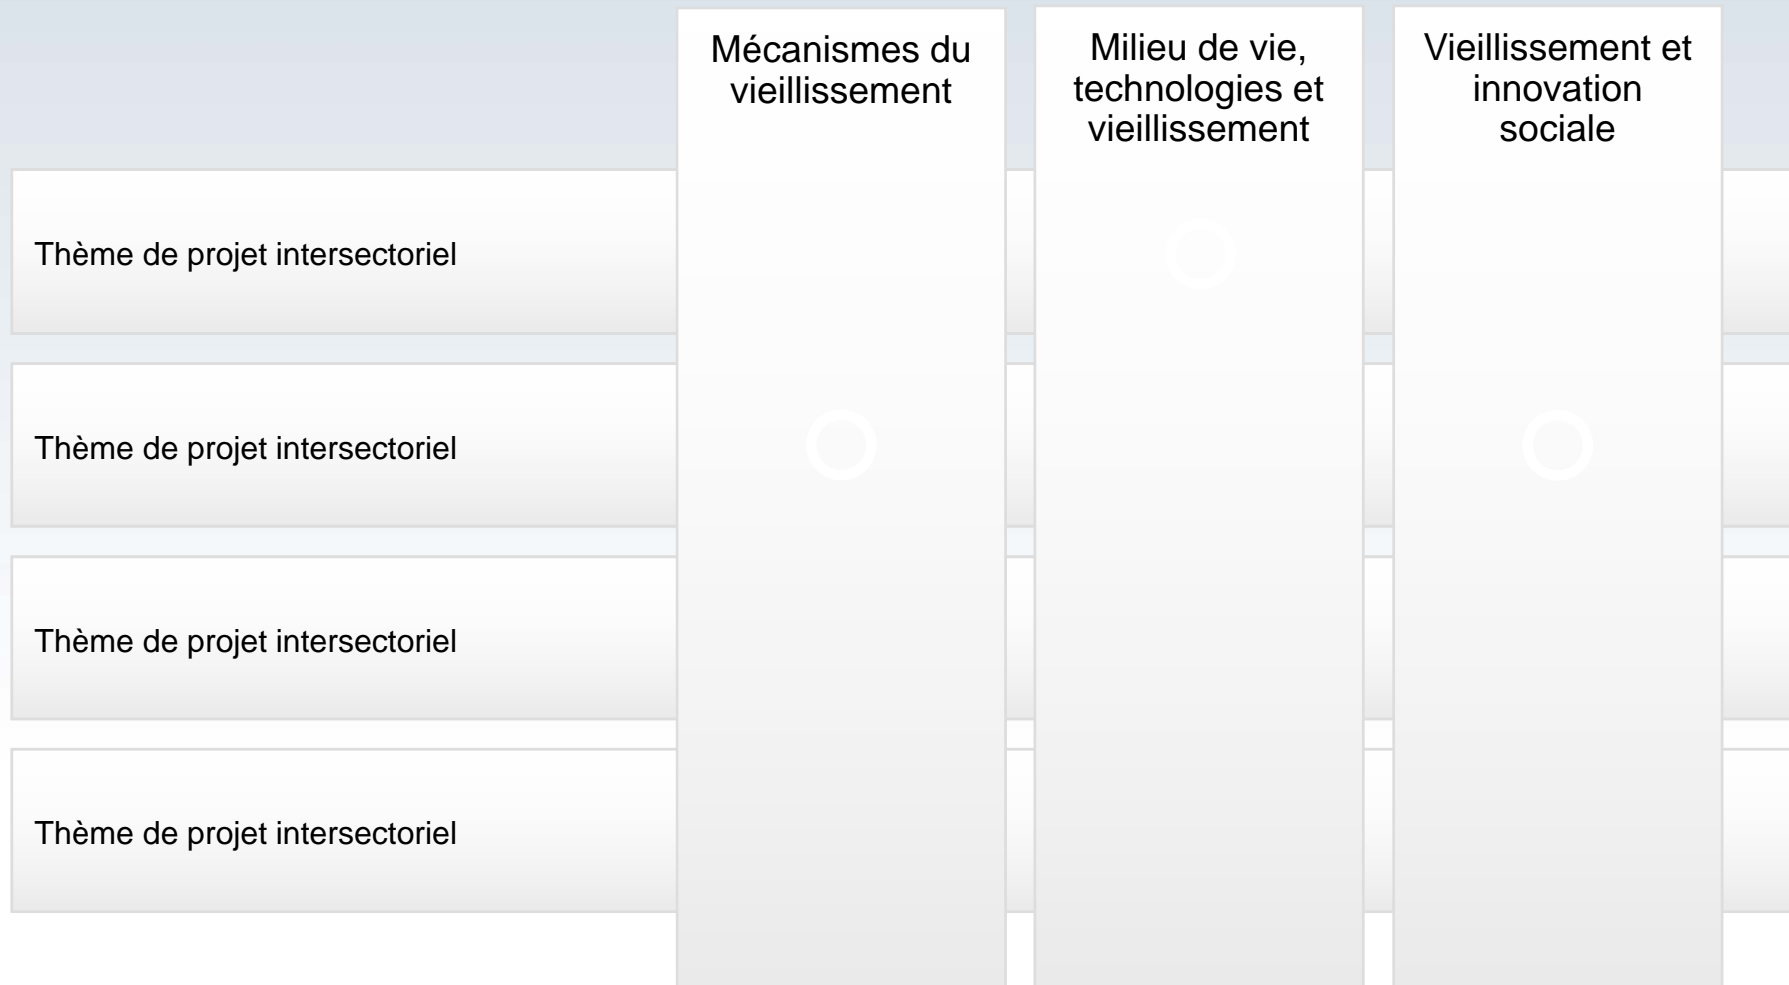 Mécanismes du
vieillissement
Milieu de vie,
technologies et
vieillissement
Vieillissement et
innovation
sociale
Thème de projet intersectoriel
Thème de projet intersectoriel
Thème de projet intersectoriel
Thème de projet intersectoriel